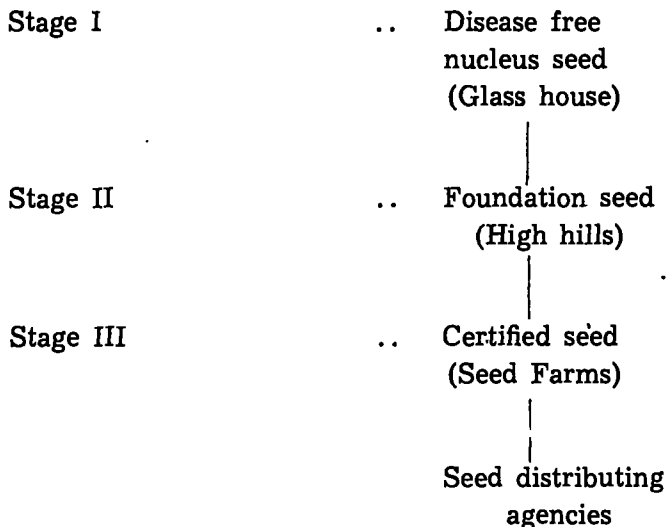 Stage I .. Disease free
nucleus seed
(Glass house)
Stage II .. Foundation seed
(High hills)
Stage III .. Certified seed
(Seed Farms)
Seed distributing
agencies